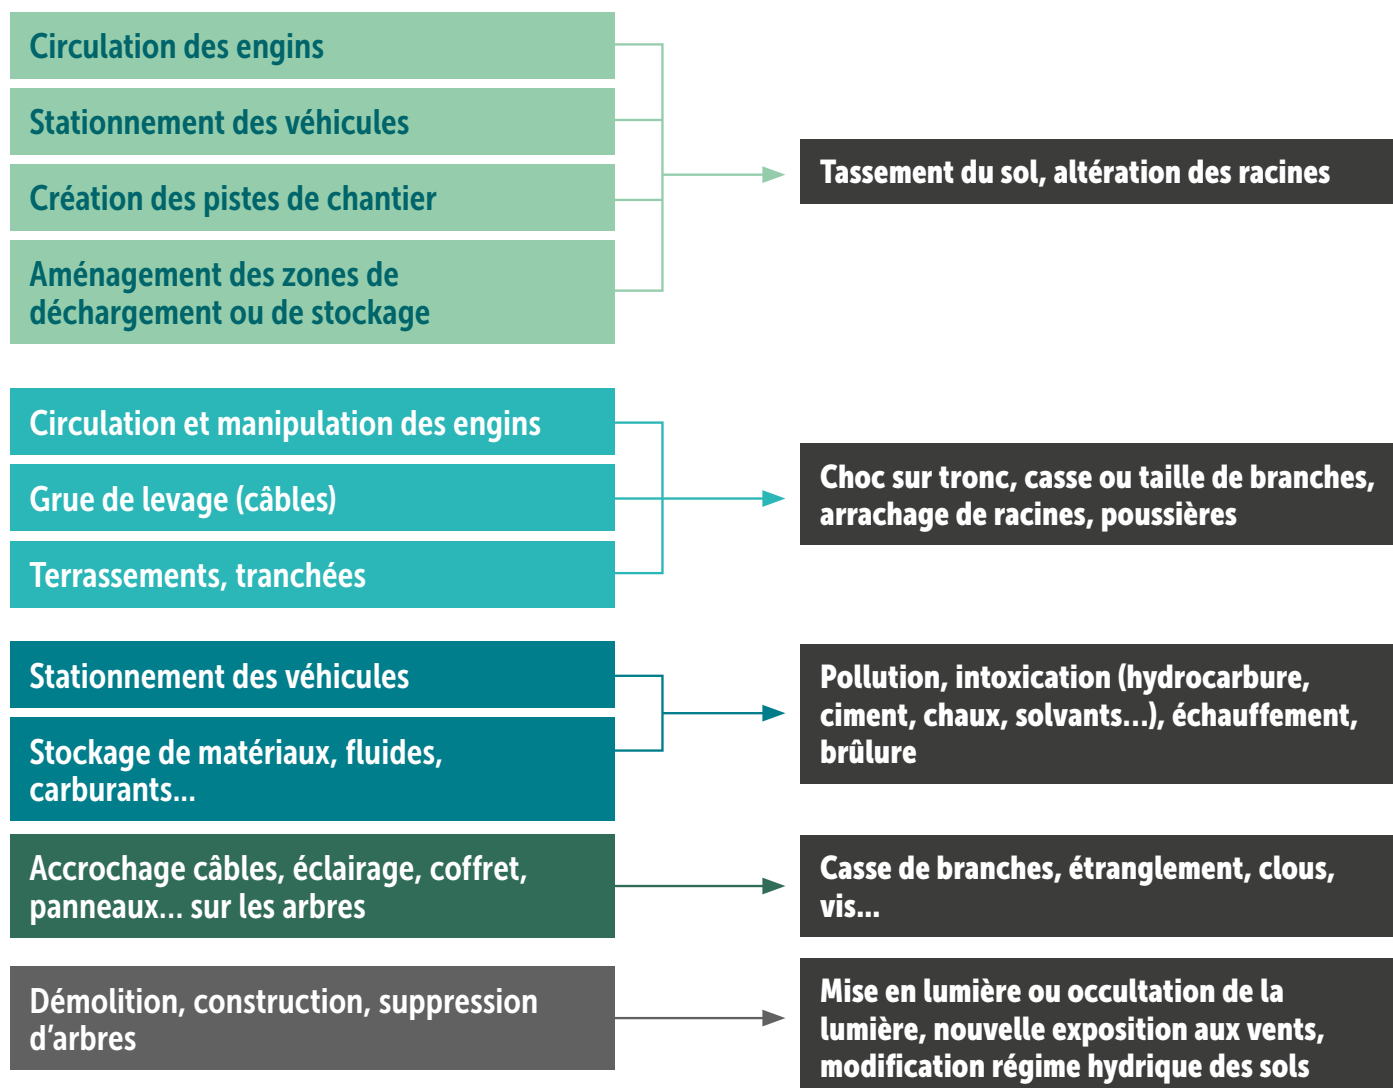 Circulation des engins
Stationnement des véhicules
Création des pistes de chantier
Aménagement des zones de
déchargement ou de stockage
Tassement du sol, altération des racines
Circulation et manipulation des engins
Grue de levage (câbles)
Terrassements, tranchées
Choc sur tronc, casse ou taille de branches,
arrachage de racines, poussières
Stationnement des véhicules
Stockage de matériaux, fluides,
carburants...
Pollution, intoxication (hydrocarbure,
ciment, chaux, solvants...), échauffement,
brûlure
Accrochage câbles, éclairage, coffret,
panneaux... sur les arbres
Casse de branches, étranglement, clous,
vis...
Démolition, construction, suppression
d’arbres
Mise en lumière ou occultation de la
lumière, nouvelle exposition aux vents,
modification régime hydrique des sols